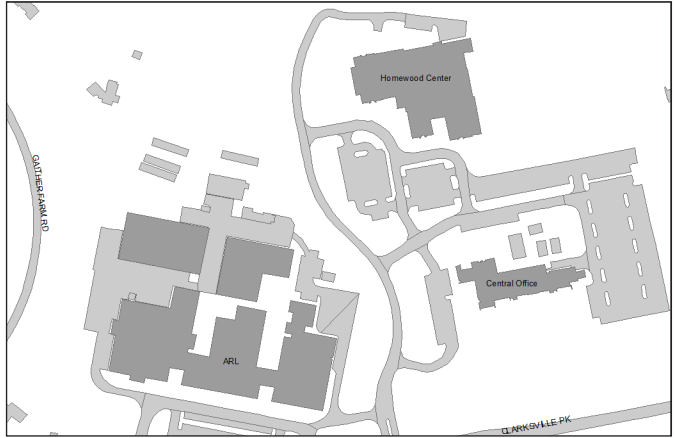 Homewood Center
GAITHER FARM RD
Central Office
ARL
CLARKSVILLE PK